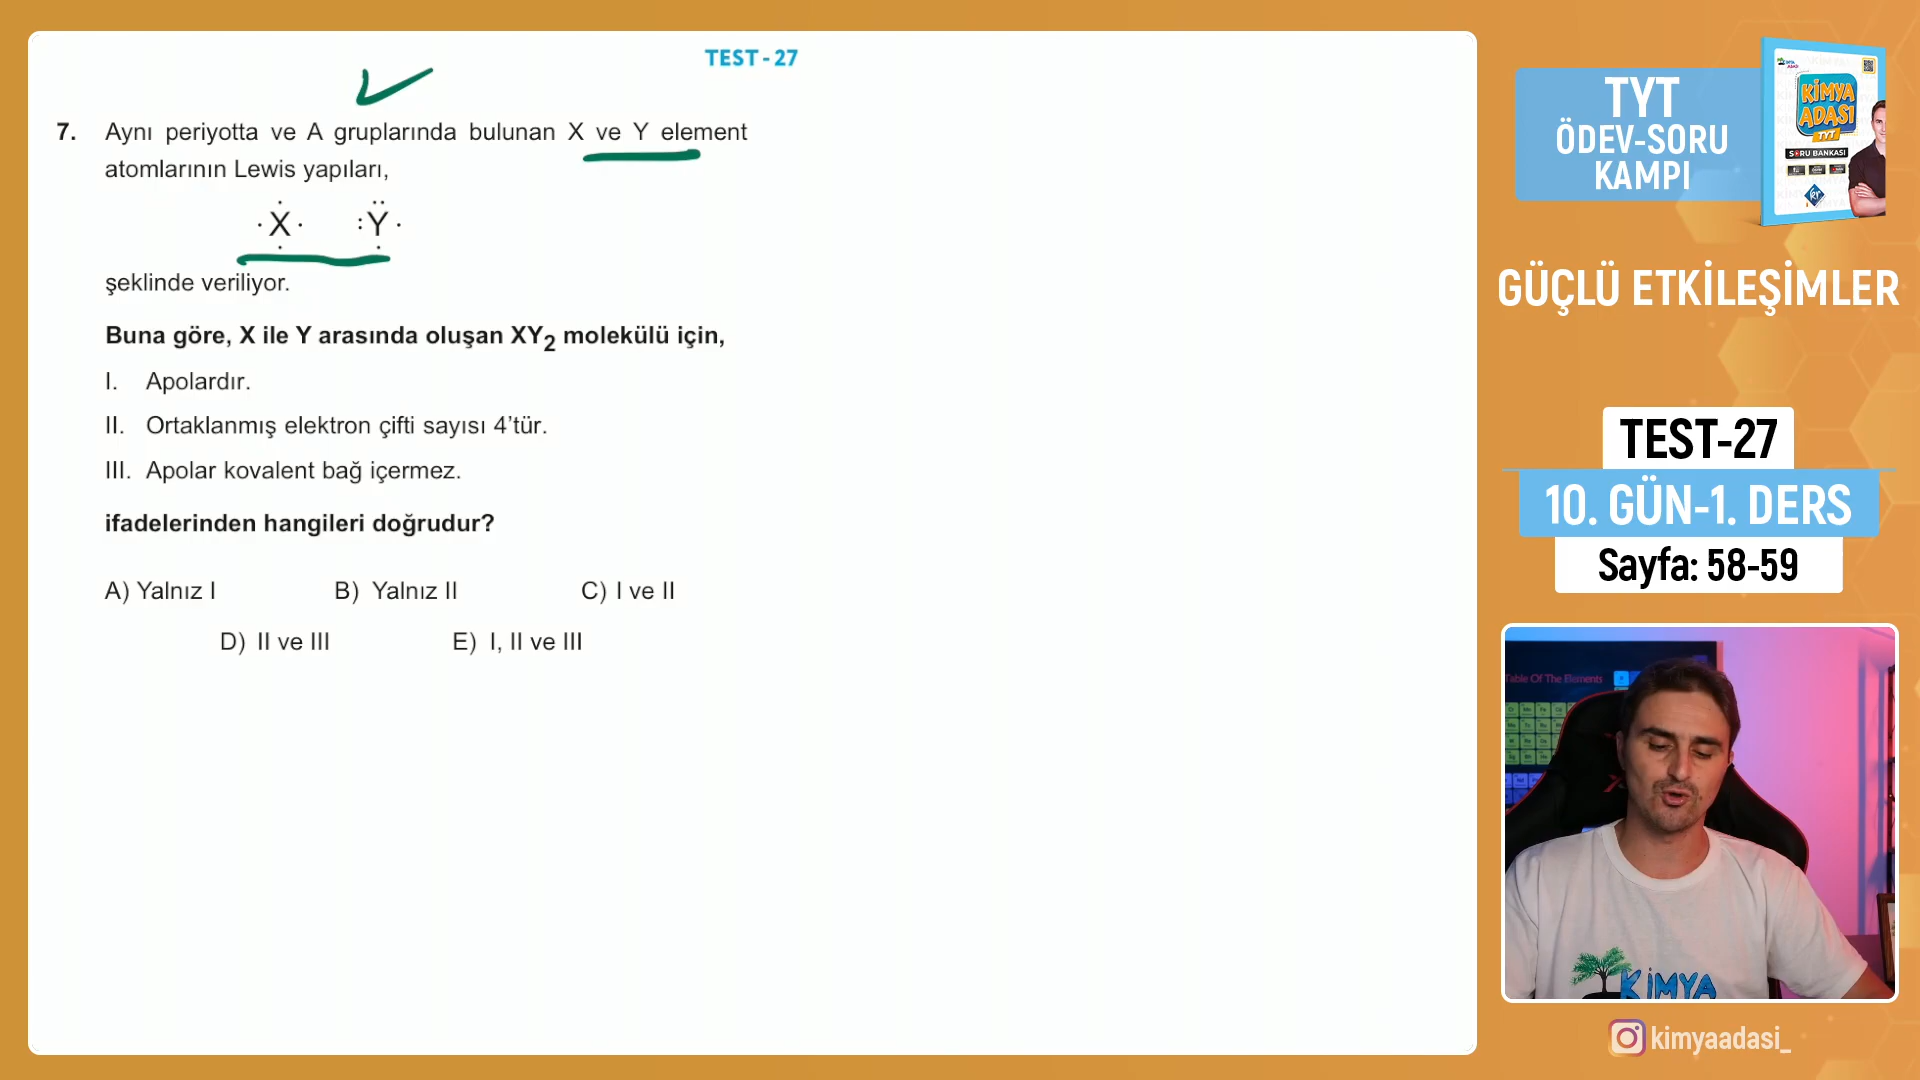 TEST - 27
7. Aynı periyotta ve A gruplarında bulunan X ve Y element
atomlarının Lewis yapıları,
X Y
şeklinde veriliyor.
Buna göre, X ile Y arasında oluşan XY2 molekülü için,
I. Apolardır.
II. Ortaklanmış elektron çifti sayısı 4’tür.
III. Apolar kovalent bağ içermez.
ifadelerinden hangileri doğrudur?
A) Yalnız I B) Yalnız II C) I ve II
D) II ve III E) I, II ve III
TYT
ÖDEV-SORU
KAMPI
KİMYA
ADASI
TYT
SORU BANKASI
GÜÇLÜ ETKİLEŞİMLER
TEST-27
10. GÜN-1. DERS
Sayfa: 58-59
Table Of The Elements
KİMYA
kimyaadasi_